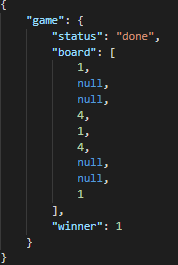 {
"game": {
"status": "done",
"board": [
1,
null,
null,
4,
1,
4,
null,
null,
1
],
"winner": 1
}
}